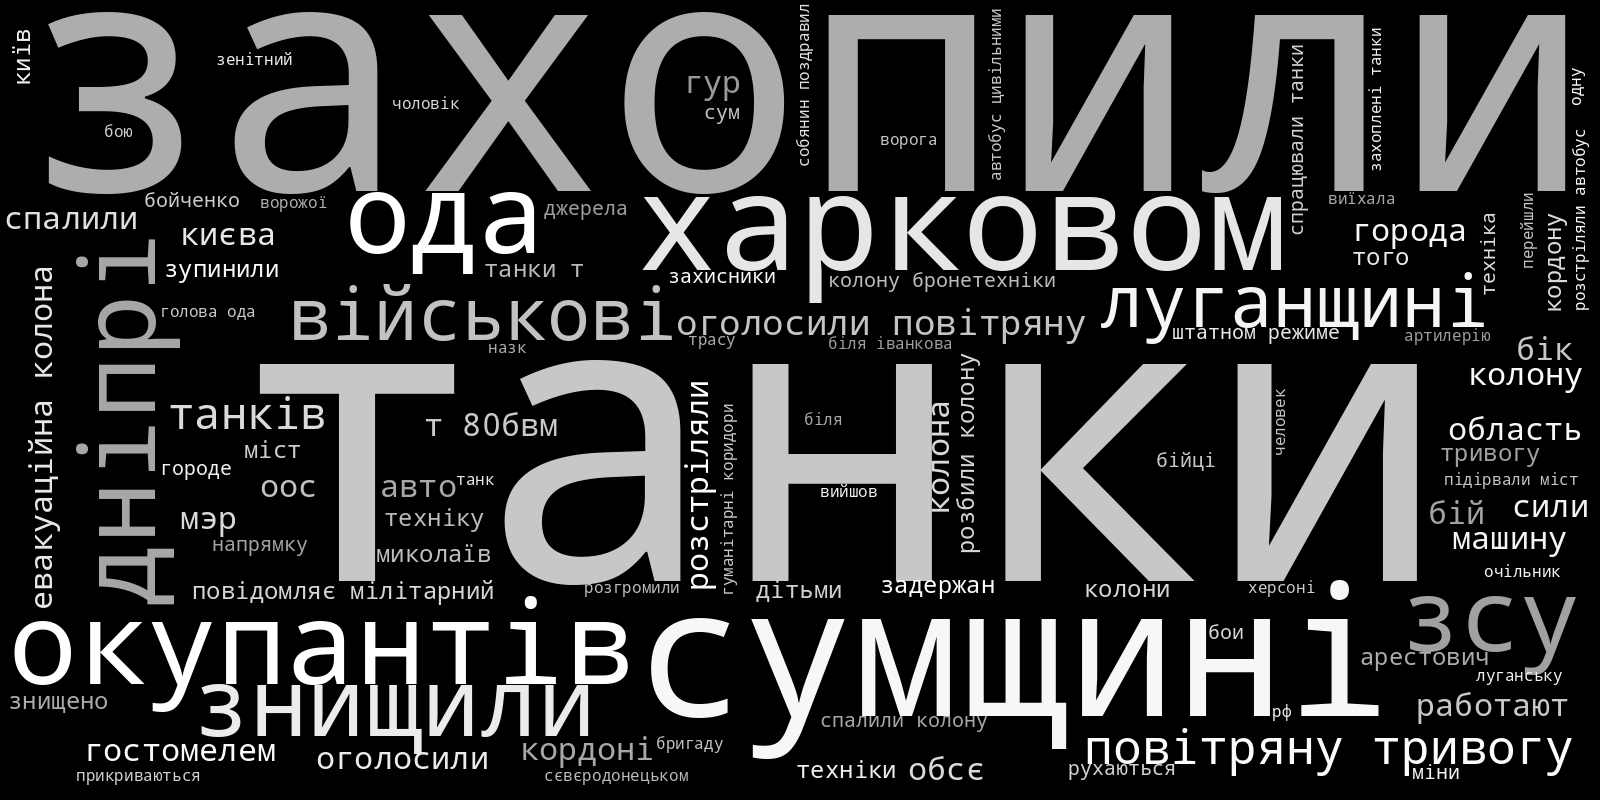 захопили
київ
зенітний
чоловік
бою
гур
сум
собянин поздравил
ворога
автобус цивільними
спрацювали танки
захоплені танки
одну
спалили
бойченко
ворожої
ода
джерела
харковом
виїхала
города
того
техніка
перейшли
кордону
розстріляли автобус
києва
зупинили
танки т
захисники
колону бронетехніки
луганщині
евакуаційна колона
дніпрі
голова ода
військові
оголосили повітряну
штатном режиме
артилерію
назк
трасу
біля іванкова
бік
колону
танки
танків
т 80бвм
міст
городе
оос
авто
танк
мэр
техніку
напрямку
миколаїв
розстріляли
гуманітарні коридори
біля
вийшов
колона
розбили колону
бійці
человек
область
тривогу
підірвали міст
бій
сили
машину
очільник
повідомляє мілітарний
розгромили
дітьми
задержан
колони
херсоні
зсу
окупантів
сумщині
бои
арестович
луганську
знищено
знищили
спалили колону
рф
работают
гостомелем
оголосили
кордоні
бригаду
повітряну тривогу
прикриваються
сєвєродонецьком
техніки
обсє
рухаються
міни